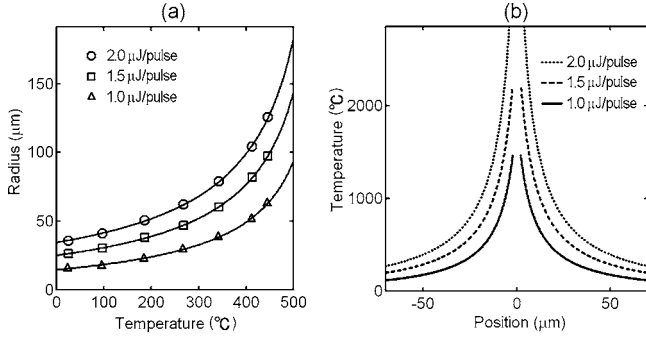 (a)
150
100
50
0
0
100
200
300
400
500
Radius (μm)
Temperature (℃)
2.0 μJ/pulse
1.5 μJ/pulse
1.0 μJ/pulse
(b)
2000
1000
0
-50
0
50
Temperature (℃)
Position (μm)
2.0 μJ/pulse
1.5 μJ/pulse
1.0 μJ/pulse